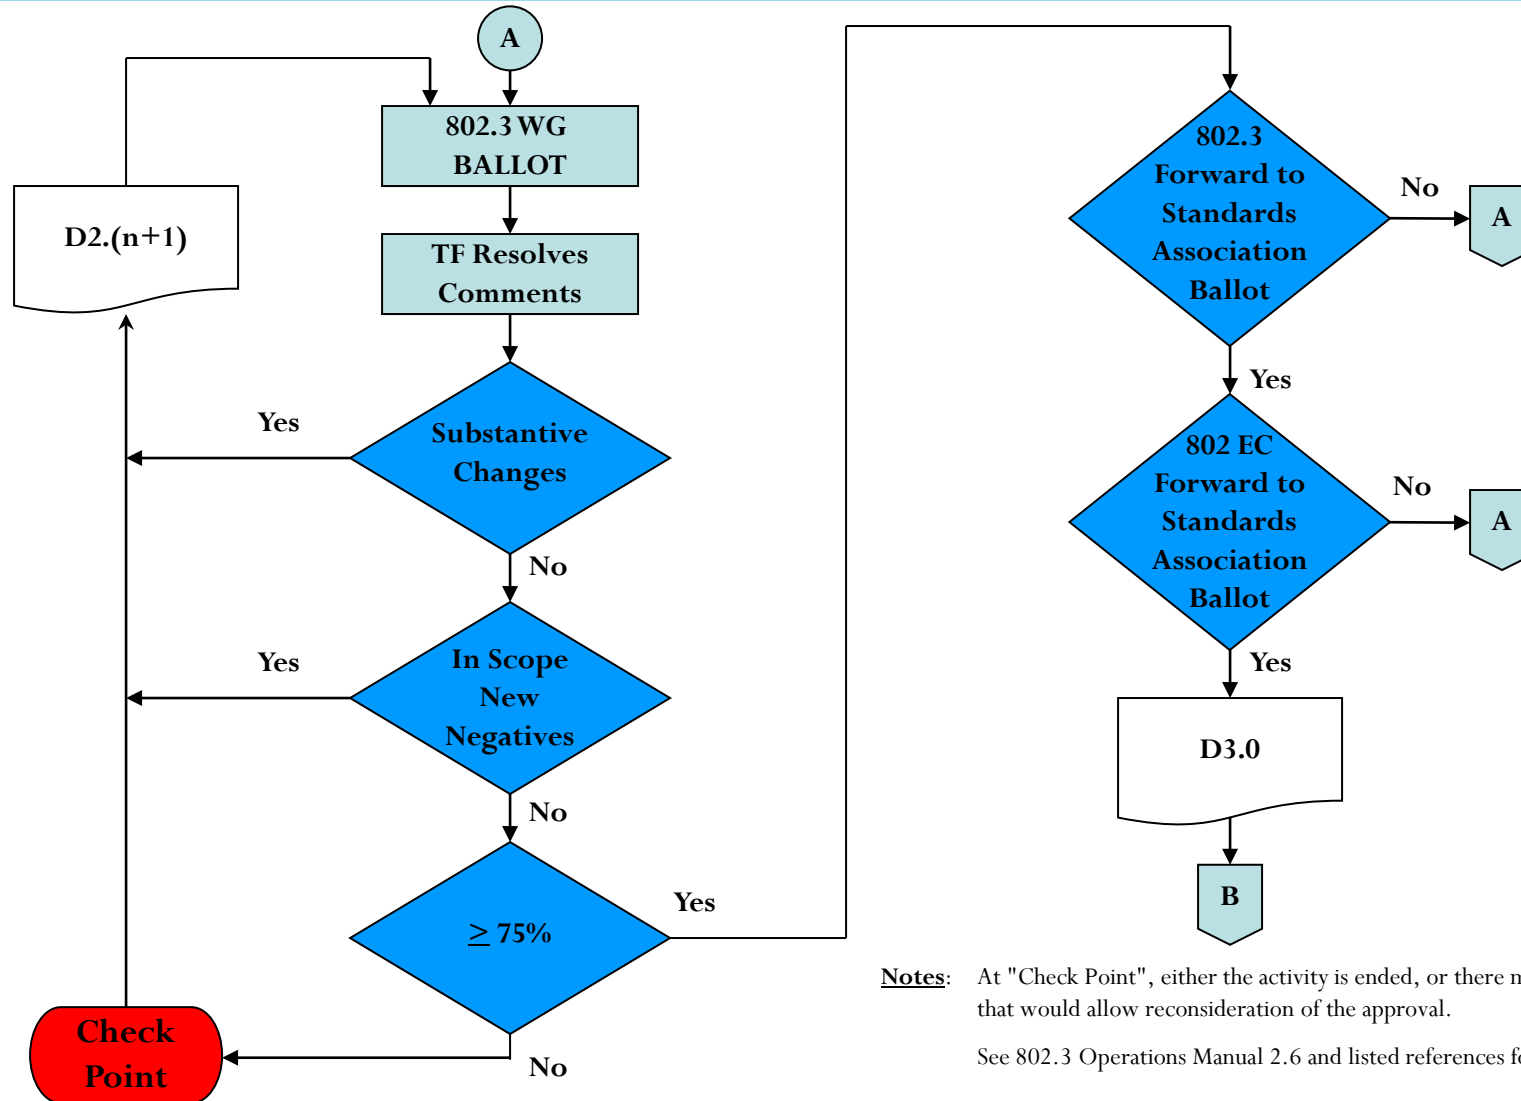 A
802.3 WG
BALLOT
D2.(n+1)
TF Resolves
Comments
Yes
Substantive
Changes
No
Yes
In Scope
New
Negatives
No
Yes
≥ 75%
Check
Point
No
802.3
Forward to
Standards
Association
Ballot
No
A
Yes
802 EC
Forward to
Standards
Association
Ballot
No
A
Yes
D3.0
B
Notes: At "Check Point", either the activity is ended, or there
that would allow reconsideration of the approval.
See 802.3 Operations Manual 2.6 and listed references